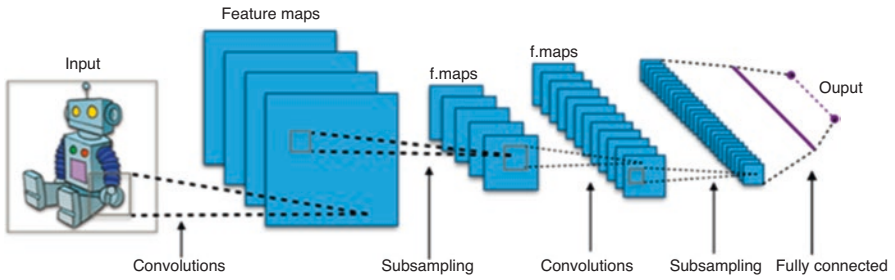 Feature maps
Input
f.maps
f.maps
Ouput
Convolutions
Subsampling
Convolutions
Subsampling
Fully connected